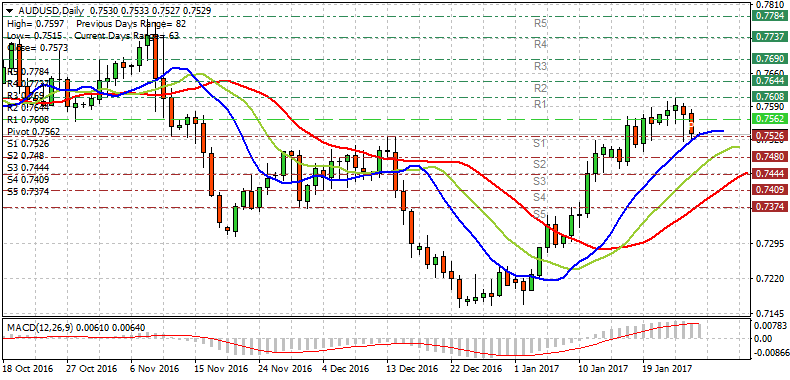 AUDUSD,Daily 0.7530 0.7533 0.7527 0.7529
High= 0.7597 Previous Days Range= 82
Low= 0.7515 Current Days Range= 63
Close= 0.7573
R5 0.7784
R1 0.7608
Pivot 0.7562
S1 0.7526
S2 0.748
S3 0.7444
S4 0.7409
S5 0.7374
R5
R4
R3
R2
R1
S1
S2
S3
S4
S5
0.7810
0.7784
0.7737
0.7690
0.7660
0.7644
0.7608
0.7590
0.7562
0.7526
0.7480
0.7444
0.7409
0.7374
0.7295
0.7220
0.7145
MACD(12,26,9) 0.00610 0.00640
0.00783
0.00
-0.00866
18 Oct 2016
27 Oct 2016
6 Nov 2016
15 Nov 2016
24 Nov 2016
4 Dec 2016
13 Dec 2016
22 Dec 2016
1 Jan 2017
10 Jan 2017
19 Jan 2017